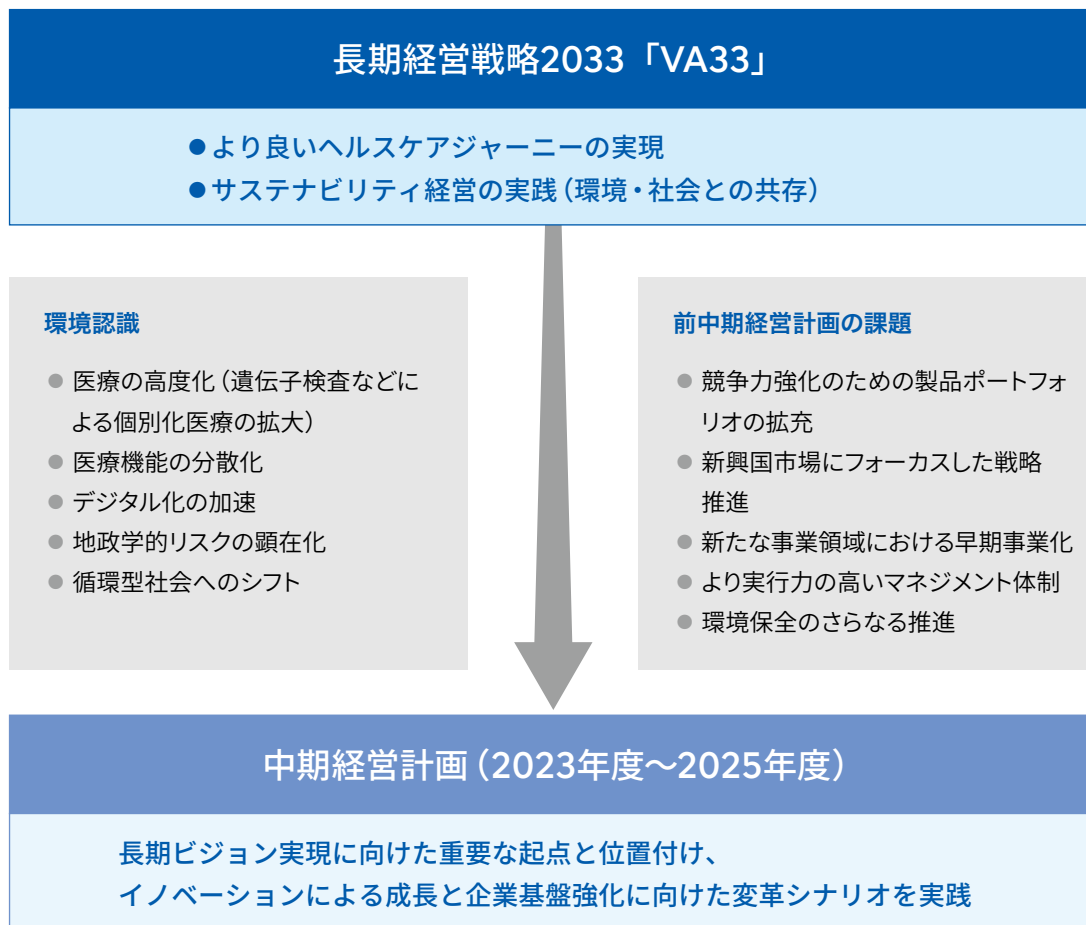 長期経営戦略2033「VA33」
●より良いヘルスケアジャーニーの実現
●サステナビリティ経営の実践(環境・社会との共存)
環境認識
● 医療の高度化(遺伝子検査などに
よる個別化医療の拡大)
● 医療機能の分散化
● デジタル化の加速
● 地政学的リスクの顕在化
● 循環型社会へのシフト
前中期経営計画の課題
● 競争力強化のための製品ポートフォ
リオの拡充
● 新興国市場にフォーカスした戦略
推進
● 新たな事業領域における早期事業化
● より実行力の高いマネジメント体制
● 環境保全のさらなる推進
中期経営計画(2023年度~2025年度)
長期ビジョン実現に向けた重要な起点と位置付け、
イノベーションによる成長と企業基盤強化に向けた変革シナリオを実践